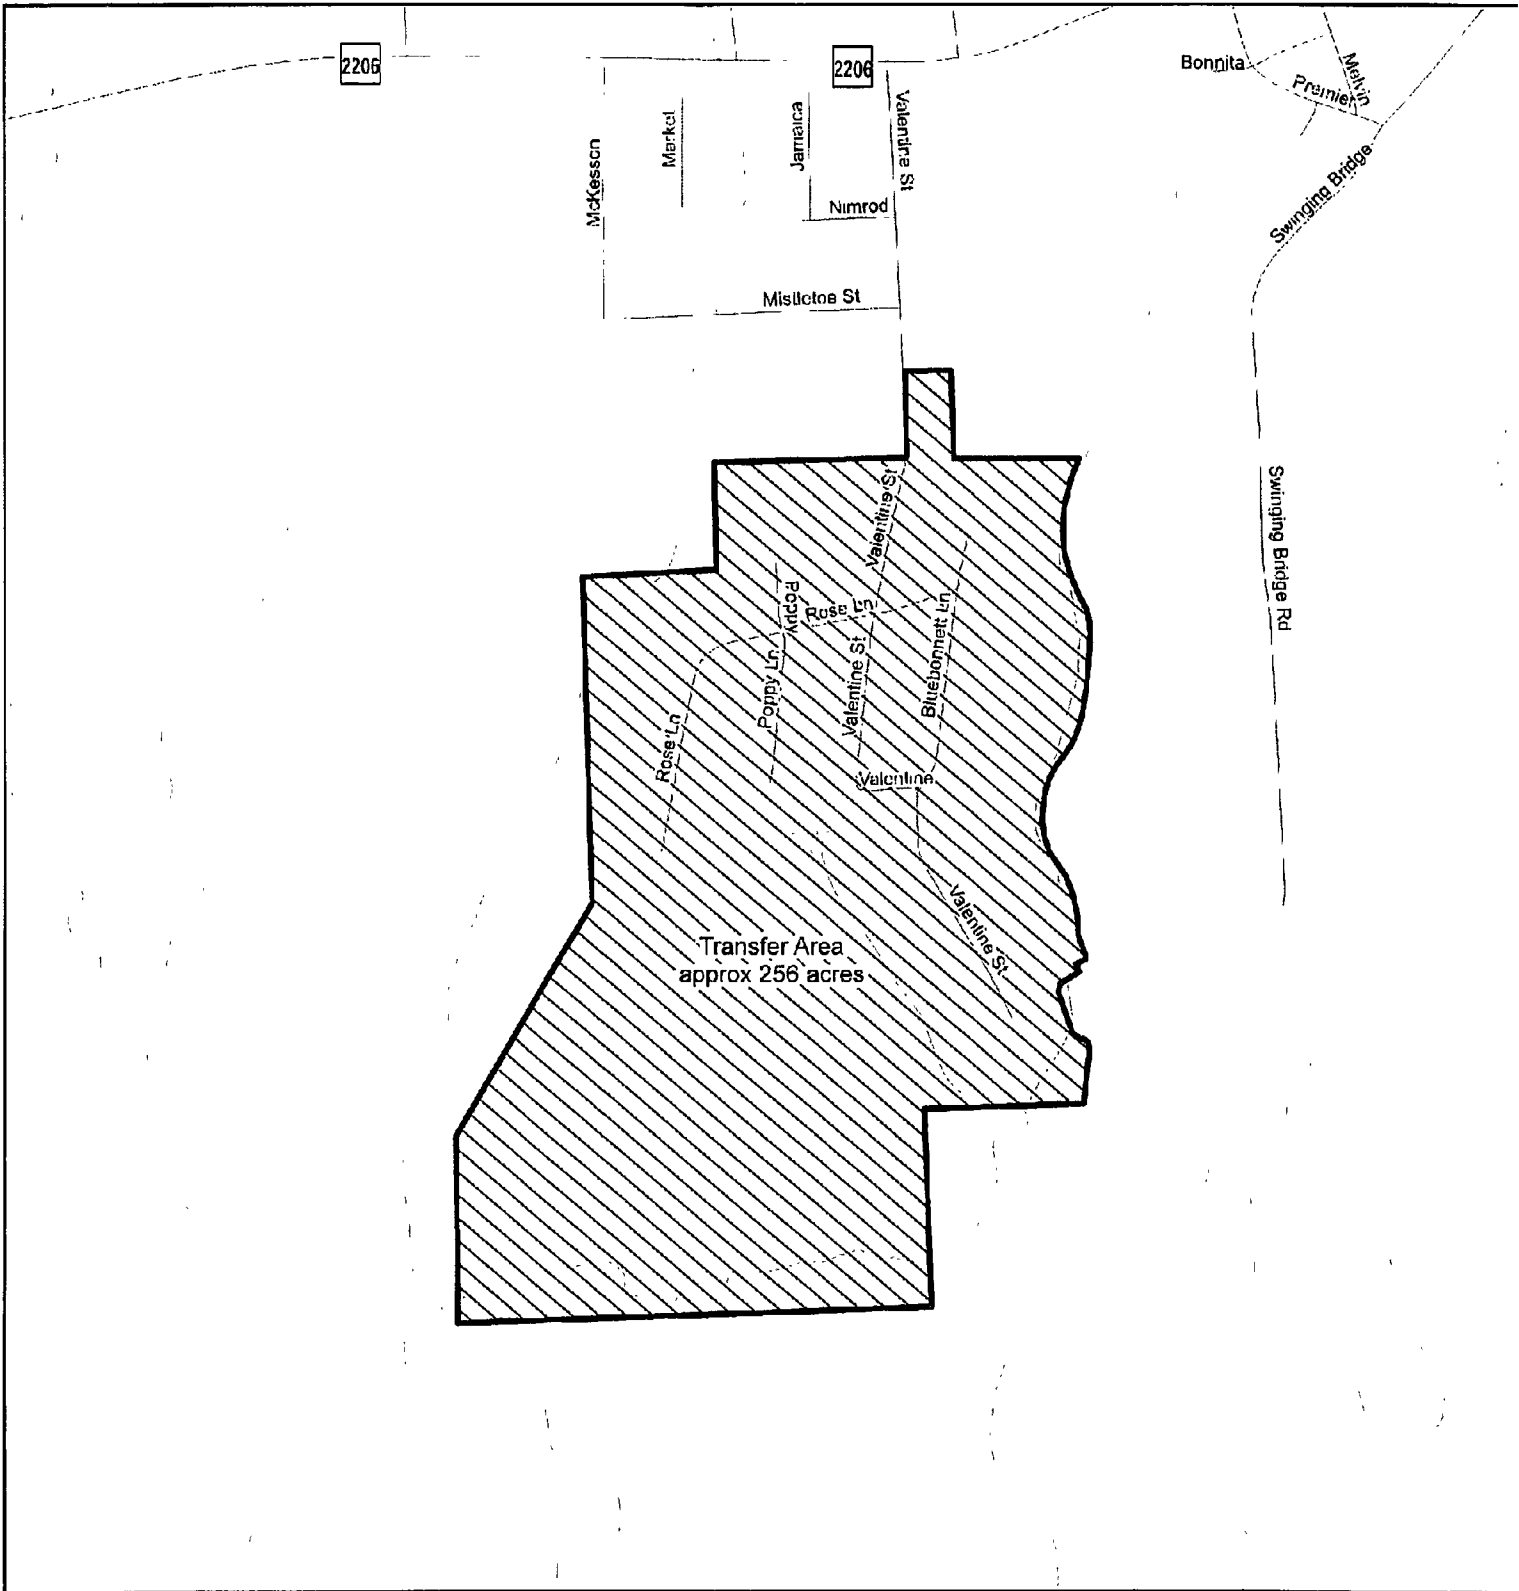 2206
2206
Bonnita
Melvin
Premier
McKesson
Market
Jamaica
Valentine St
Nimrod
Swinging Bridge
Mistletoe St
Valentine St
Swinging Bridge Rd
Poppy
Rose Ln
Bluebonnett Ln
Valentine St
Poppy Ln
Rose Ln
Valentine
Valentine St
Transfer Area
approx 256 acres